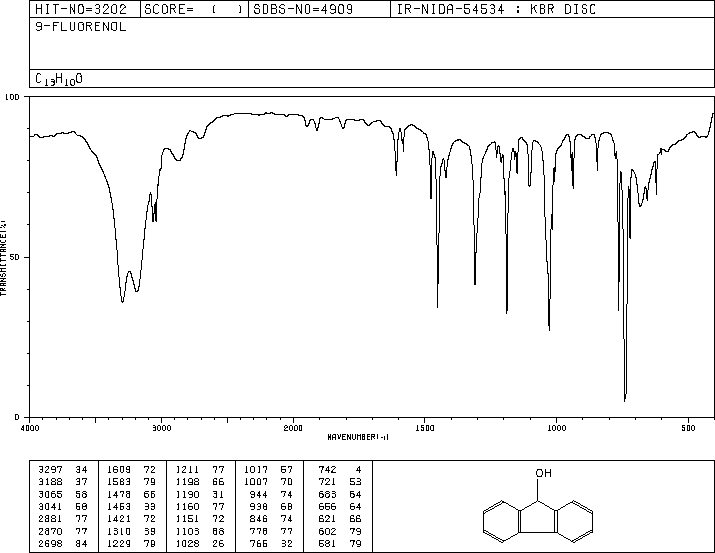 HIT-NO=3202 SCORE= ( ) SDBS-NO=4909 IR-NIDA-54534 : KBR DISC
9-FLUORENOL
C13H10O
100
50
0
TRANSMITTANCE(%)
4000 3000 2000 1500 1000 500
WAVENUMBER(-1)
3297 34 1609 72 1211 77 1017 57 742 4
3188 37 1583 79 1198 66 1007 70 721 53
3065 58 1478 66 1190 31 944 74 683 64
3041 68 1453 33 1160 77 938 68 656 64
2881 77 1421 72 1151 72 846 74 621 66
2870 77 1310 39 1103 68 778 77 602 79
2698 84 1229 79 1028 26 766 32 581 79
OH